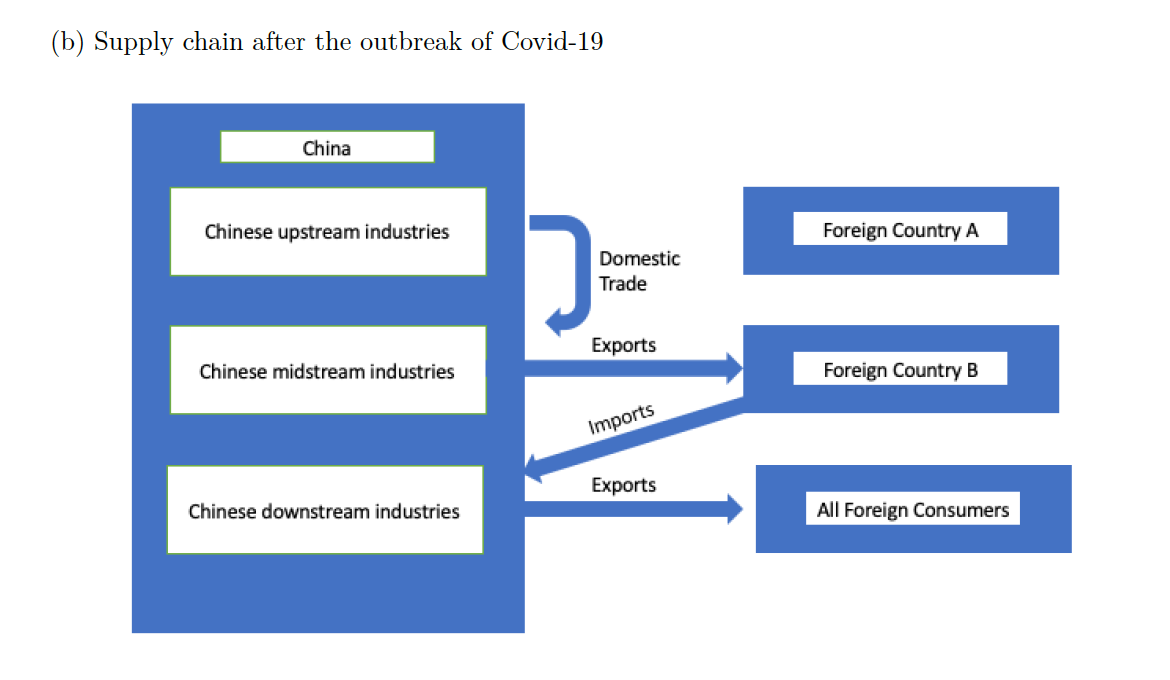 (b) Supply chain after the outbreak of Covid-19
China
Chinese upstream industries
Foreign Country A
Domestic
Trade
Exports
Chinese midstream industries
Foreign Country B
Imports
Exports
Chinese downstream industries
All Foreign Consumers